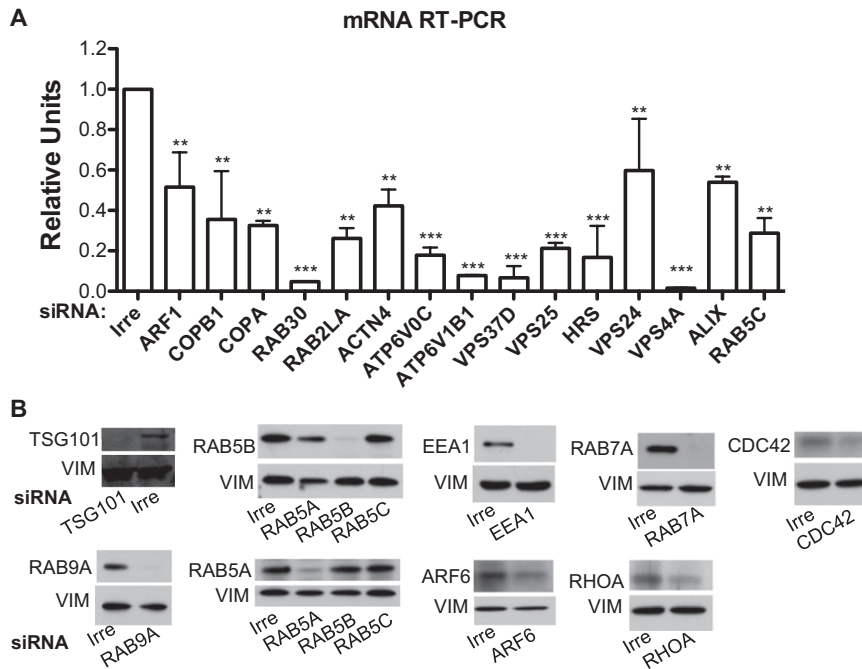 A
mRNA RT-PCR
Relative Units
1.2
1.0
0.8
0.6
0.4
0.2
0.0
** ** ** *** ** ** *** *** *** *** *** ** *** ** **
siRNA:
Irre ARF1 COPB1 COPA RAB30 RAB2LA ACTN4 ATP6V0C ATP6V1B1 VPS37D VPS25 HRS VPS24 VPS4A ALIX RAB5C
B
TSG101
VIM
siRNA
TSG101 Irre
RAB5B
VIM
Irre RAB5A RAB5B RAB5C
EEA1
VIM
Irre EEA1
RAB7A
VIM
Irre RAB7A
CDC42
VIM
Irre CDC42
RAB9A
VIM
siRNA
Irre RAB9A
RAB5A
VIM
Irre RAB5A RAB5B RAB5C
ARF6
VIM
Irre ARF6
RHOA
VIM
Irre RHOA